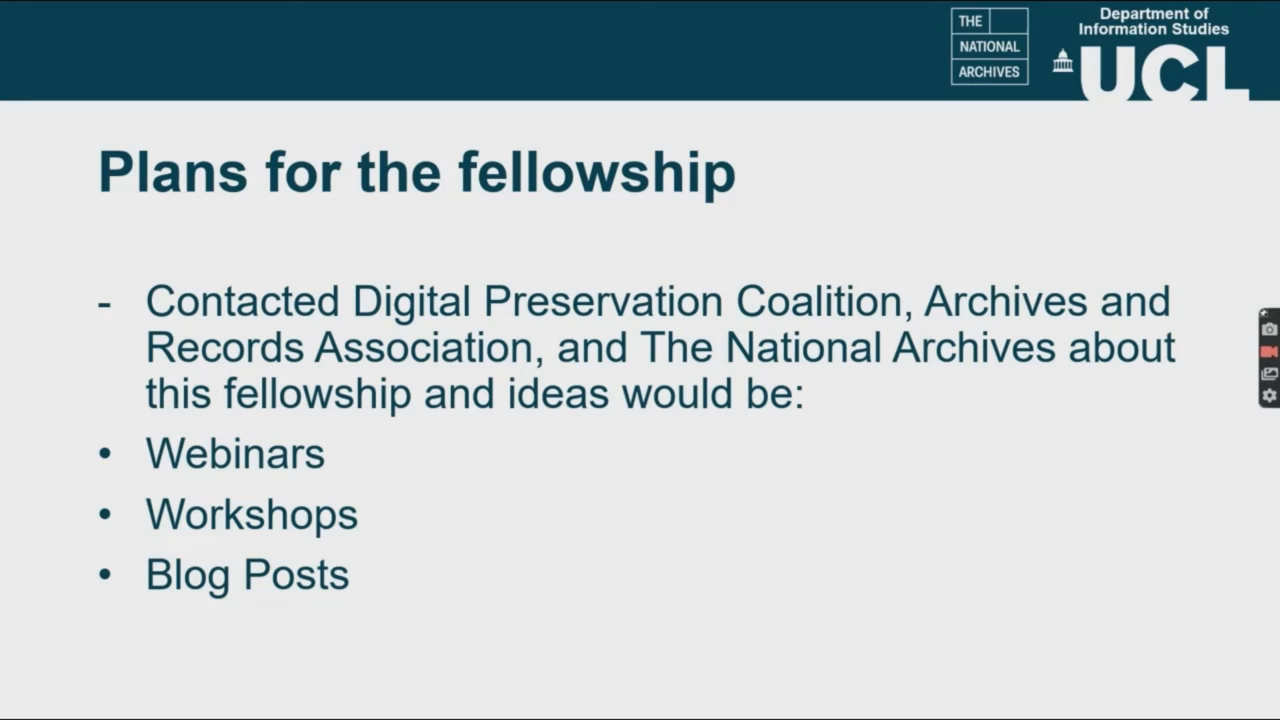 THE
NATIONAL
ARCHIVES
Department of
Information Studies
UCL
Plans for the fellowship
- Contacted Digital Preservation Coalition, Archives and
Records Association, and The National Archives about
this fellowship and ideas would be:
• Webinars
• Workshops
• Blog Posts